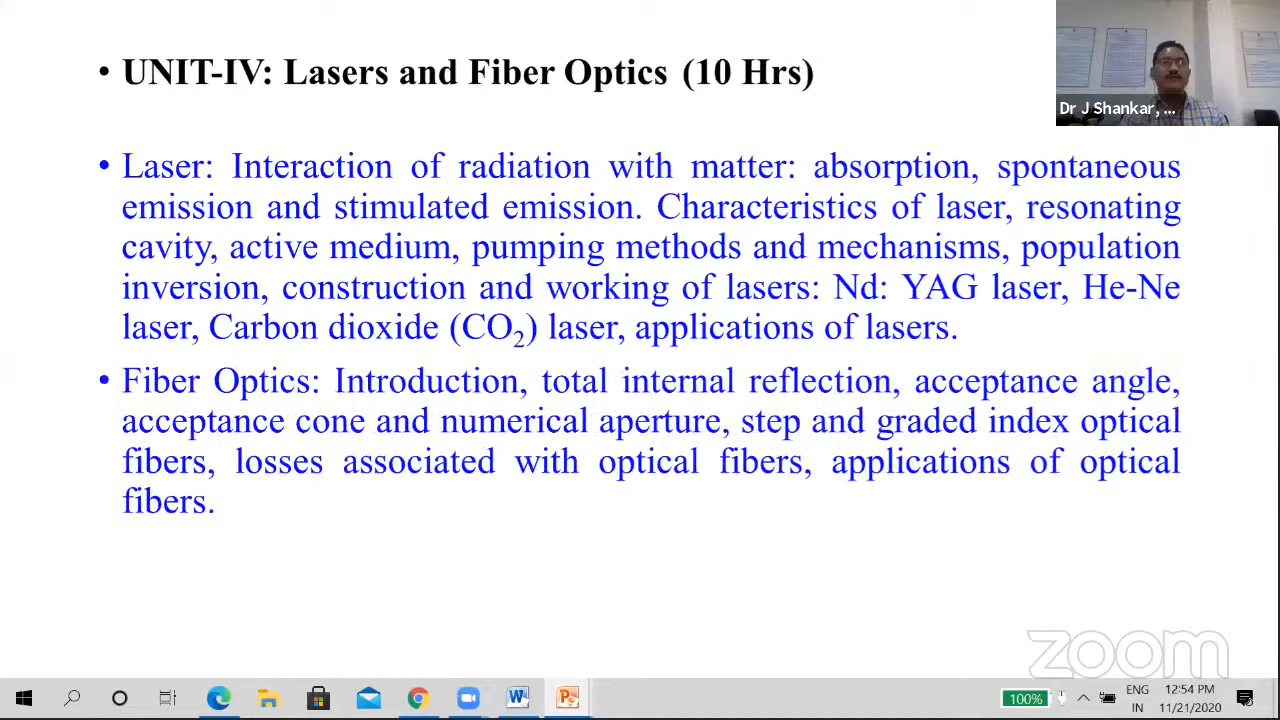 • UNIT-IV: Lasers and Fiber Optics (10 Hrs)
Dr J Shankar, ...
• Laser: Interaction of radiation with matter: absorption, spontaneous
emission and stimulated emission. Characteristics of laser, resonating
cavity, active medium, pumping methods and mechanisms, population
inversion, construction and working of lasers: Nd: YAG laser, He-Ne
laser, Carbon dioxide (CO₂) laser, applications of lasers.
• Fiber Optics: Introduction, total internal reflection, acceptance angle,
acceptance cone and numerical aperture, step and graded index optical
fibers, losses associated with optical fibers, applications of optical
fibers.
zoom
100%
ENG
IN
12:54 PM
11/21/2020